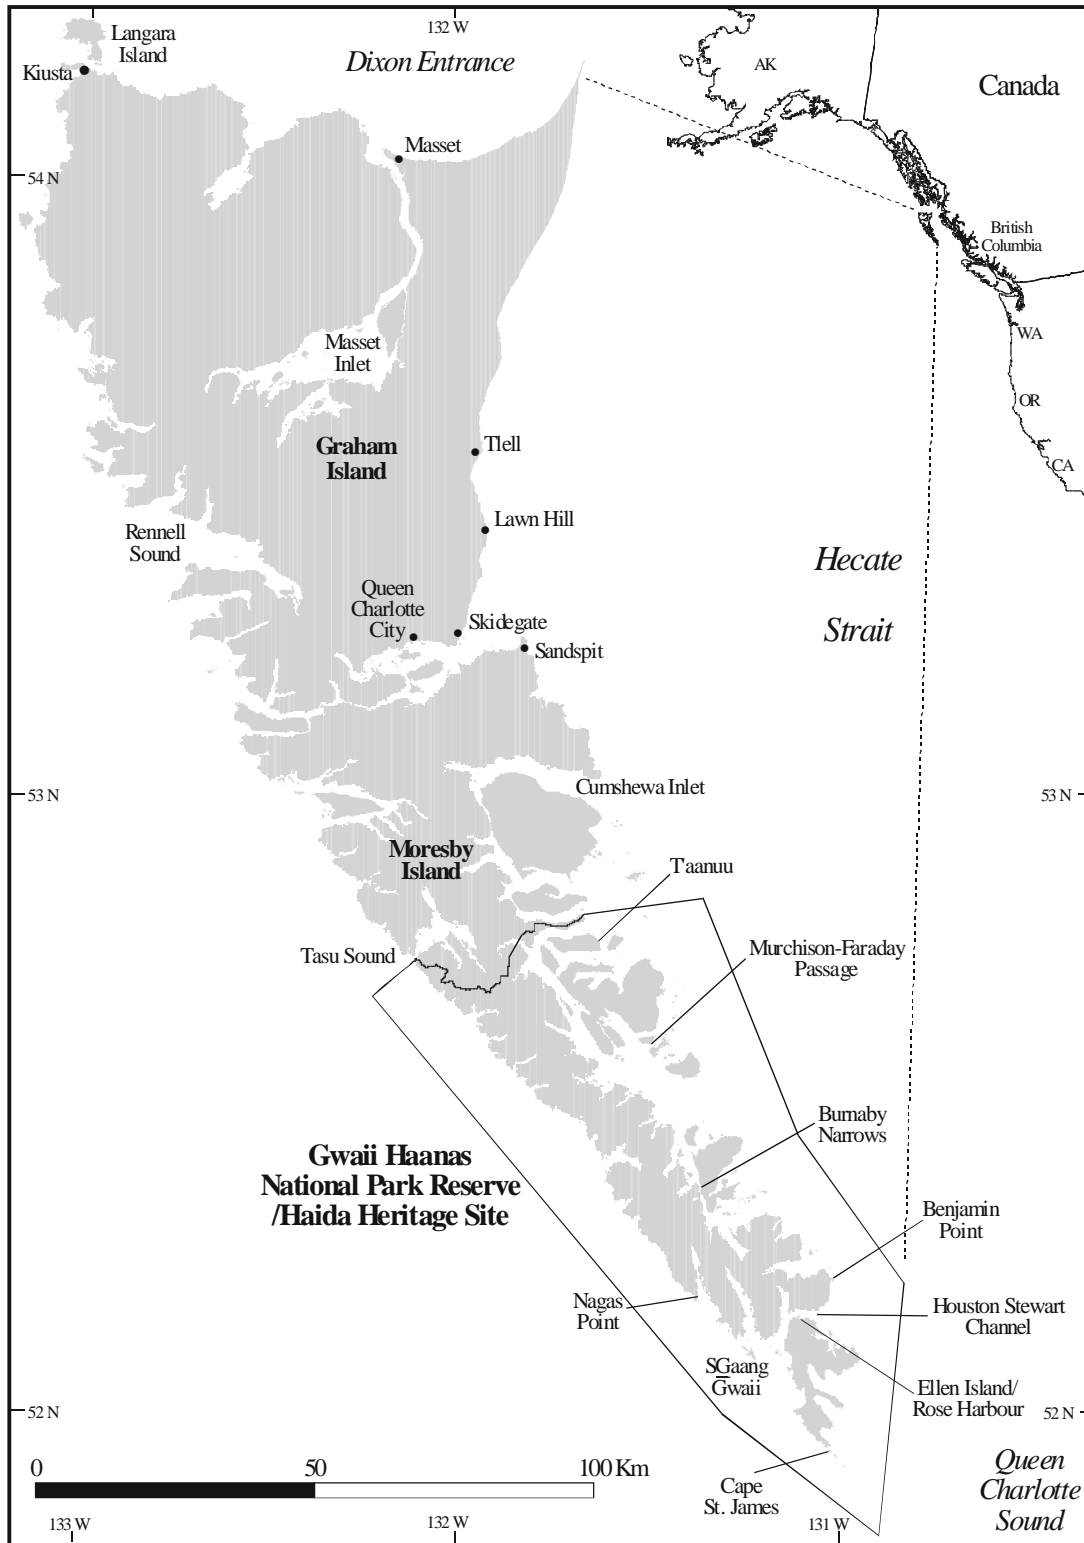 132 W
Langara
Island
Kiusta
Dixon Entrance
AK
Canada
Masset
54 N
British
Columbia
WA
Masset
Inlet
OR
Graham
Island
Tlell
CA
Lawn Hill
Rennell
Sound
Hecate
Strait
Queen
Charlotte
City
Skidegate
Sandspit
53 N
Cumshewa Inlet
53 N
Moresby
Island
Taanuu
Tasu Sound
Murchison-Faraday
Passage
Burnaby
Narrows
Gwaii Haanas
National Park Reserve
/Haida Heritage Site
Benjamin
Point
Nagas
Point
Houston Stewart
Channel
SG̲aang
Gwaii
Ellen Island/
Rose Harbour
52 N
52 N
0 50 100 Km
Cape
St. James
Queen
Charlotte
Sound
133 W
132 W
131 W